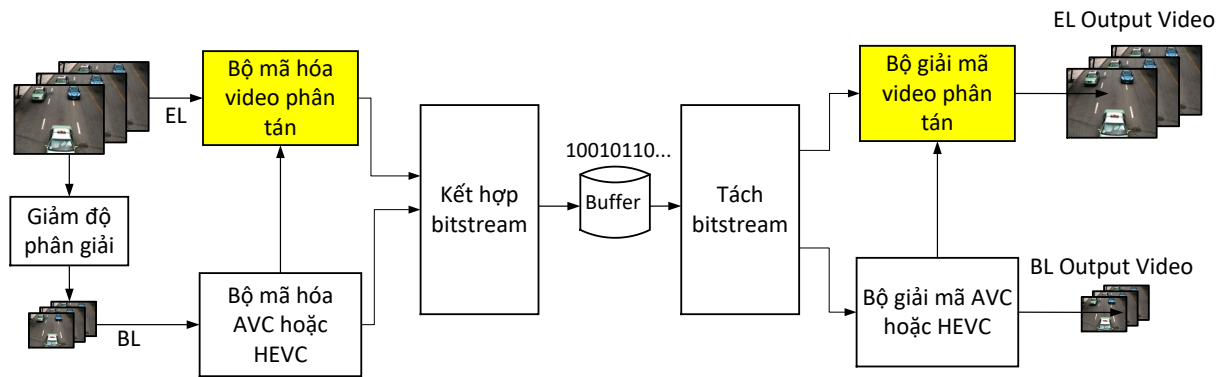 EL Output Video
Bộ mã hóa
video phân
tán
EL
Bộ giải mã
video phân
tán
Kết hợp
bitstream
10010110...
Buffer
Tách
bitstream
Giảm độ
phân giải
Bộ mã hóa
AVC hoặc
HEVC
BL
Bộ giải mã AVC
hoặc HEVC
BL Output Video